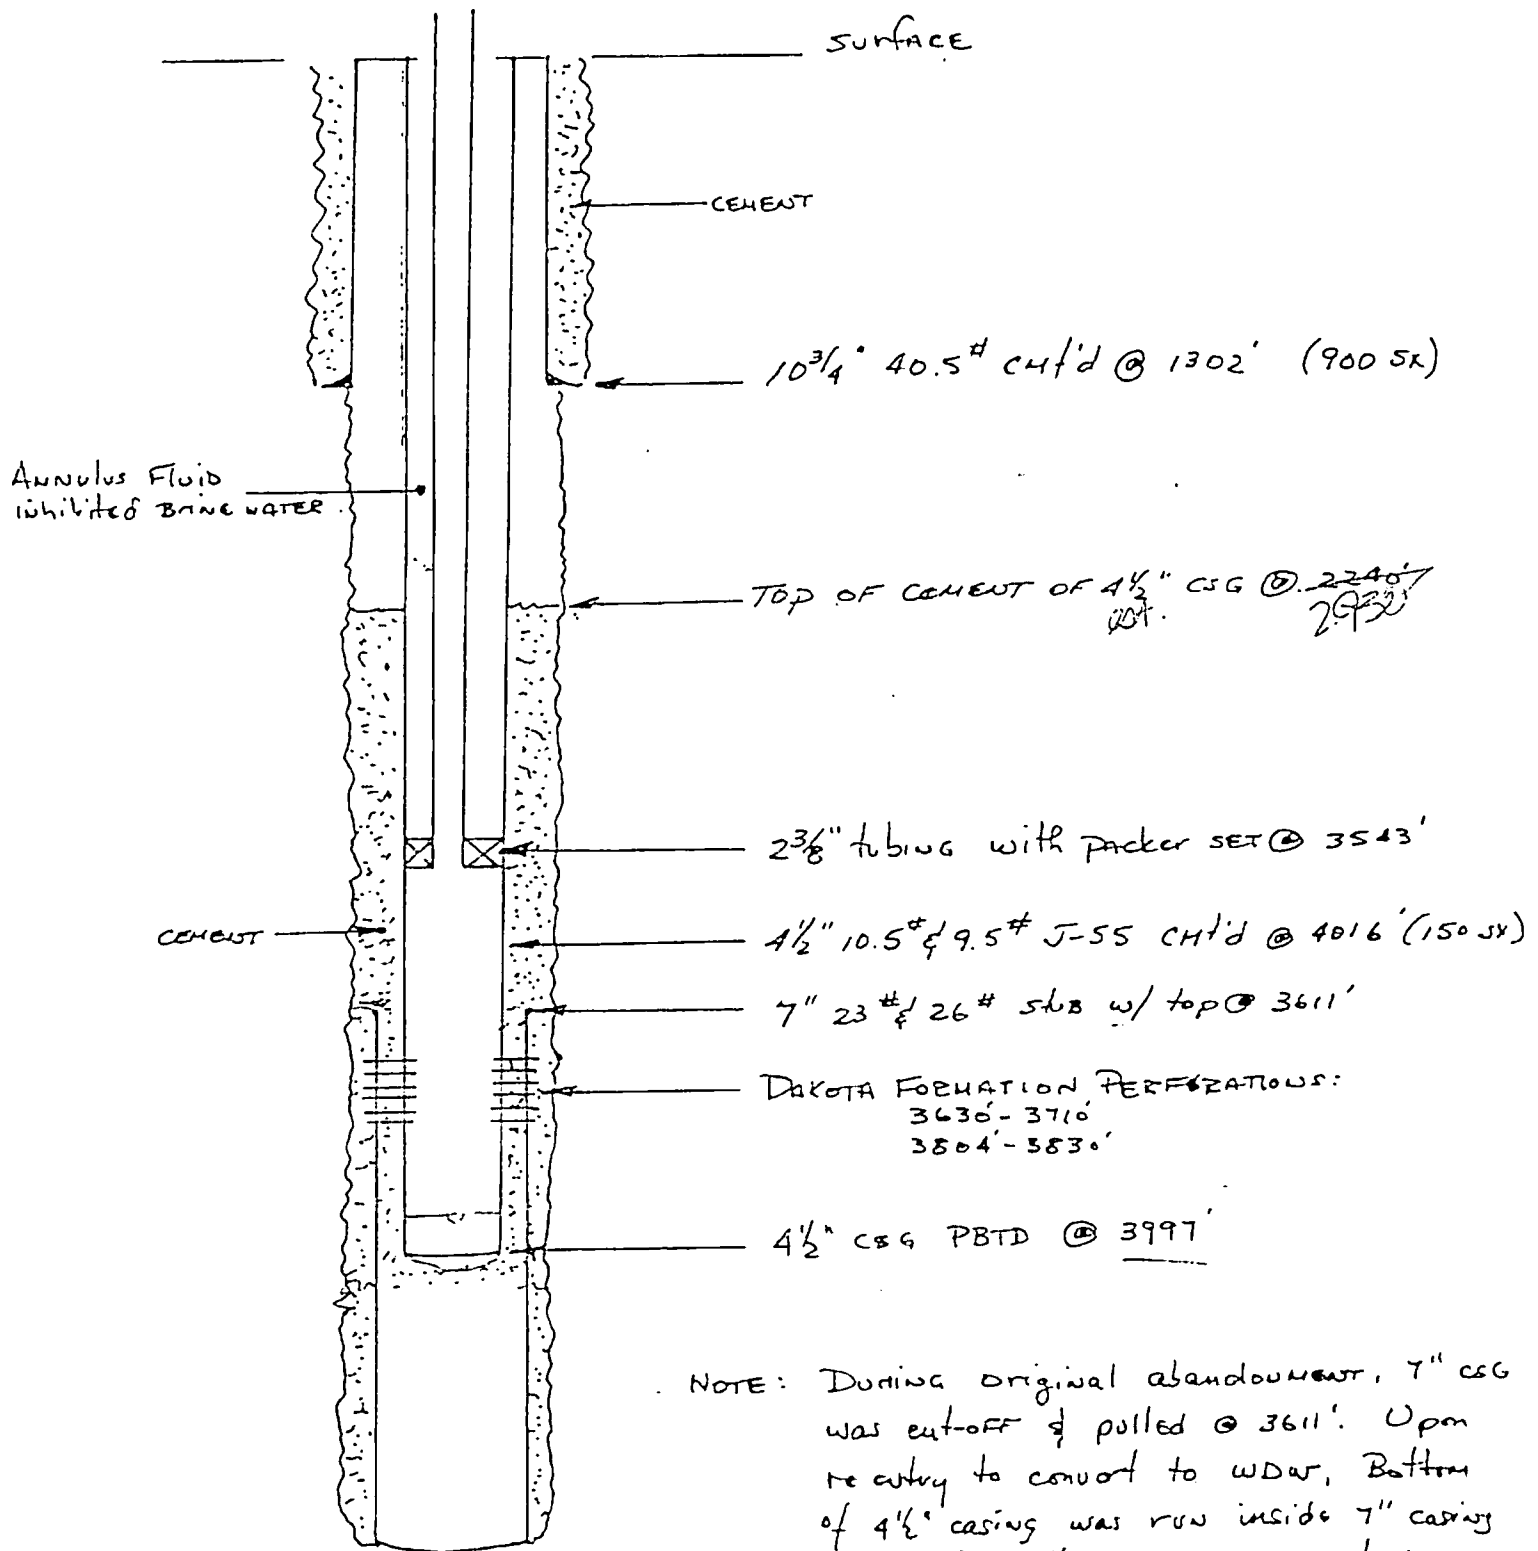 SURFACE
CEMENT
10 3/4" 40.5# CMT'd @ 1302' (900 SX)
ANNULUS FLUID
INHIBITED BRINE WATER
TOP OF CEMENT OF 4 1/2" CSG @ 2240'
2930'
2 3/8" tubing with packer SET @ 3543'
CEMENT
4 1/2" 10.5# & 9.5# J-55 CMT'd @ 4016' (150 SX)
7" 23# & 26# STUB w/ top @ 3611'
DAKOTA FORMATION PERFORATIONS:
3630' - 3710'
3804' - 3830'
4 1/2" CSG PBTD @ 3997'
NOTE: DURING original abandonment, 7" CSG
was cut-off & pulled @ 3611'. Upon
re entry to convert to WDW, Bottom
of 4 1/2" casing was run inside 7" casing